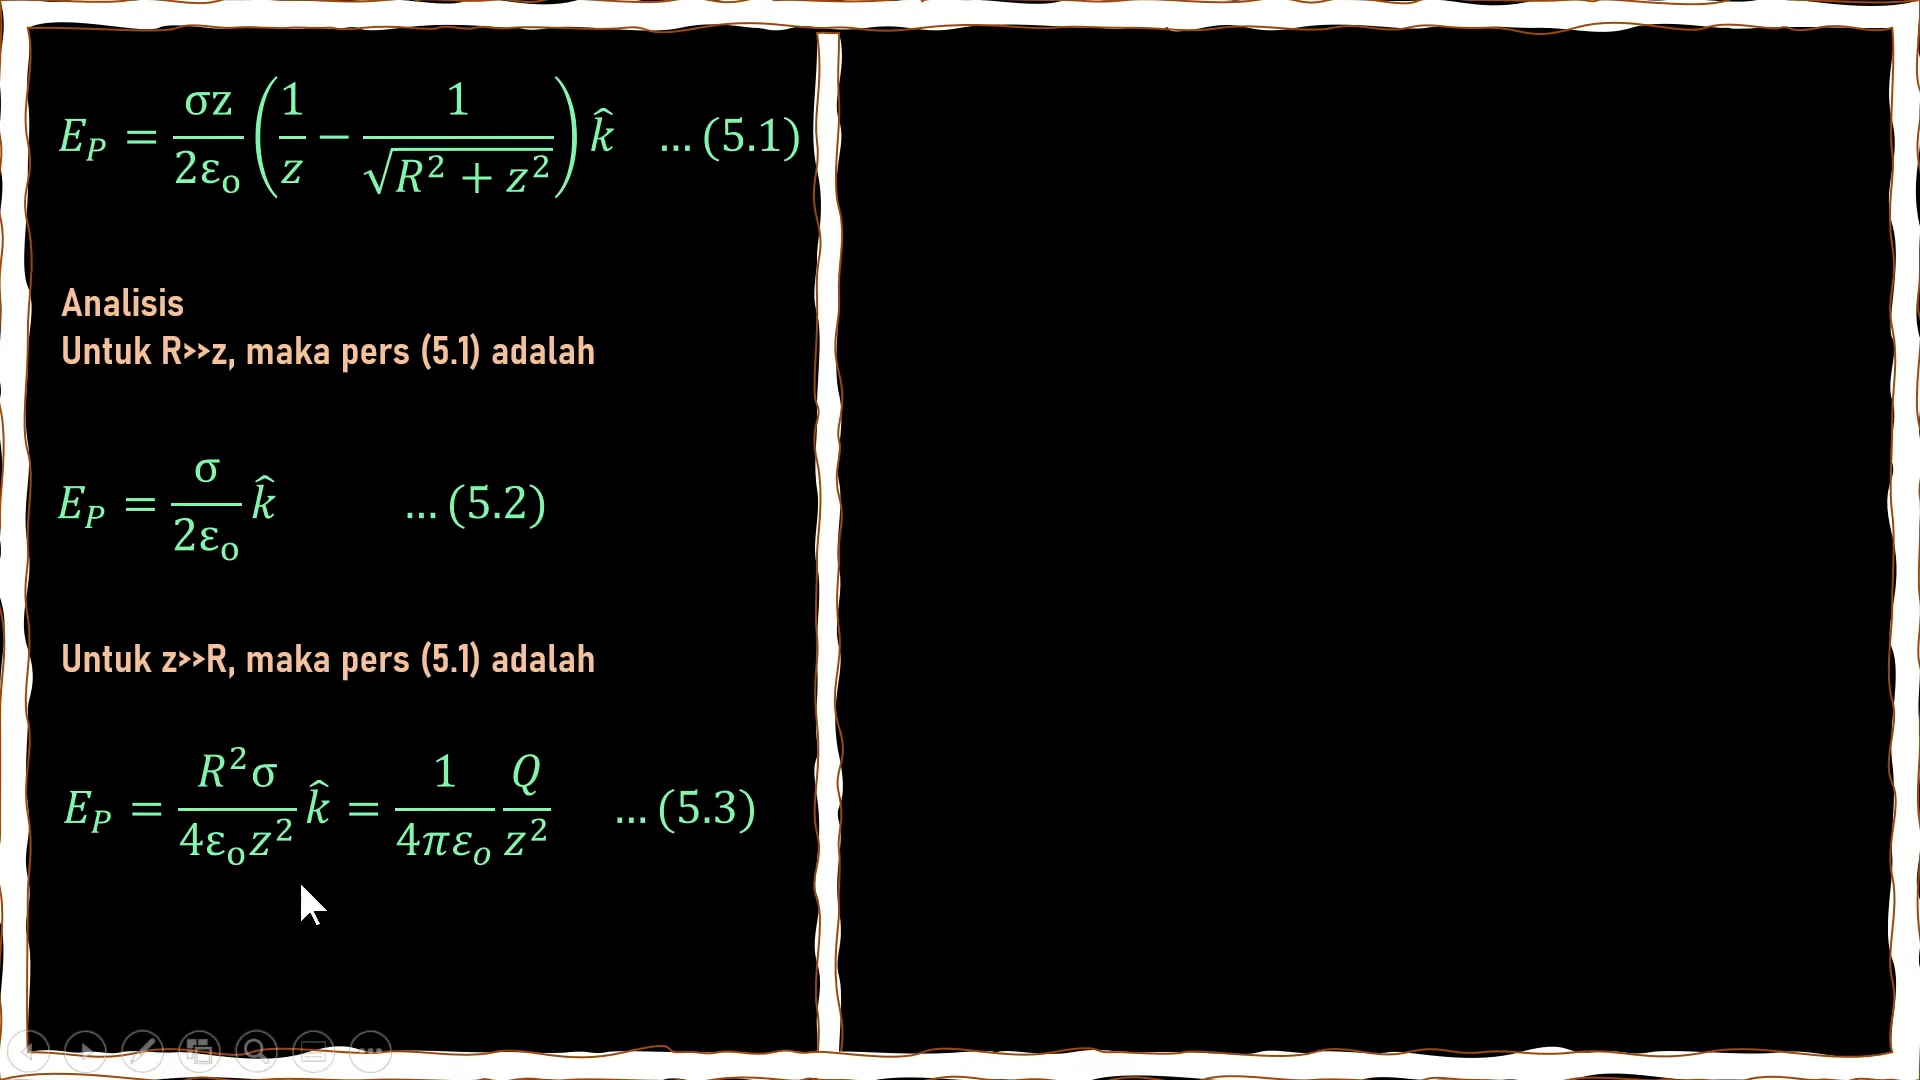 E_P = σz/2ε₀ (1/z − 1/√(R² + z²)) k̂ ...(5.1)
Analisis
Untuk R>>z, maka pers (5.1) adalah
E_P = σ/2ε₀ k̂ ...(5.2)
Untuk z>>R, maka pers (5.1) adalah
E_P = R²σ/4ε₀z² k̂ = 1/4πε₀ Q/z² ...(5.3)